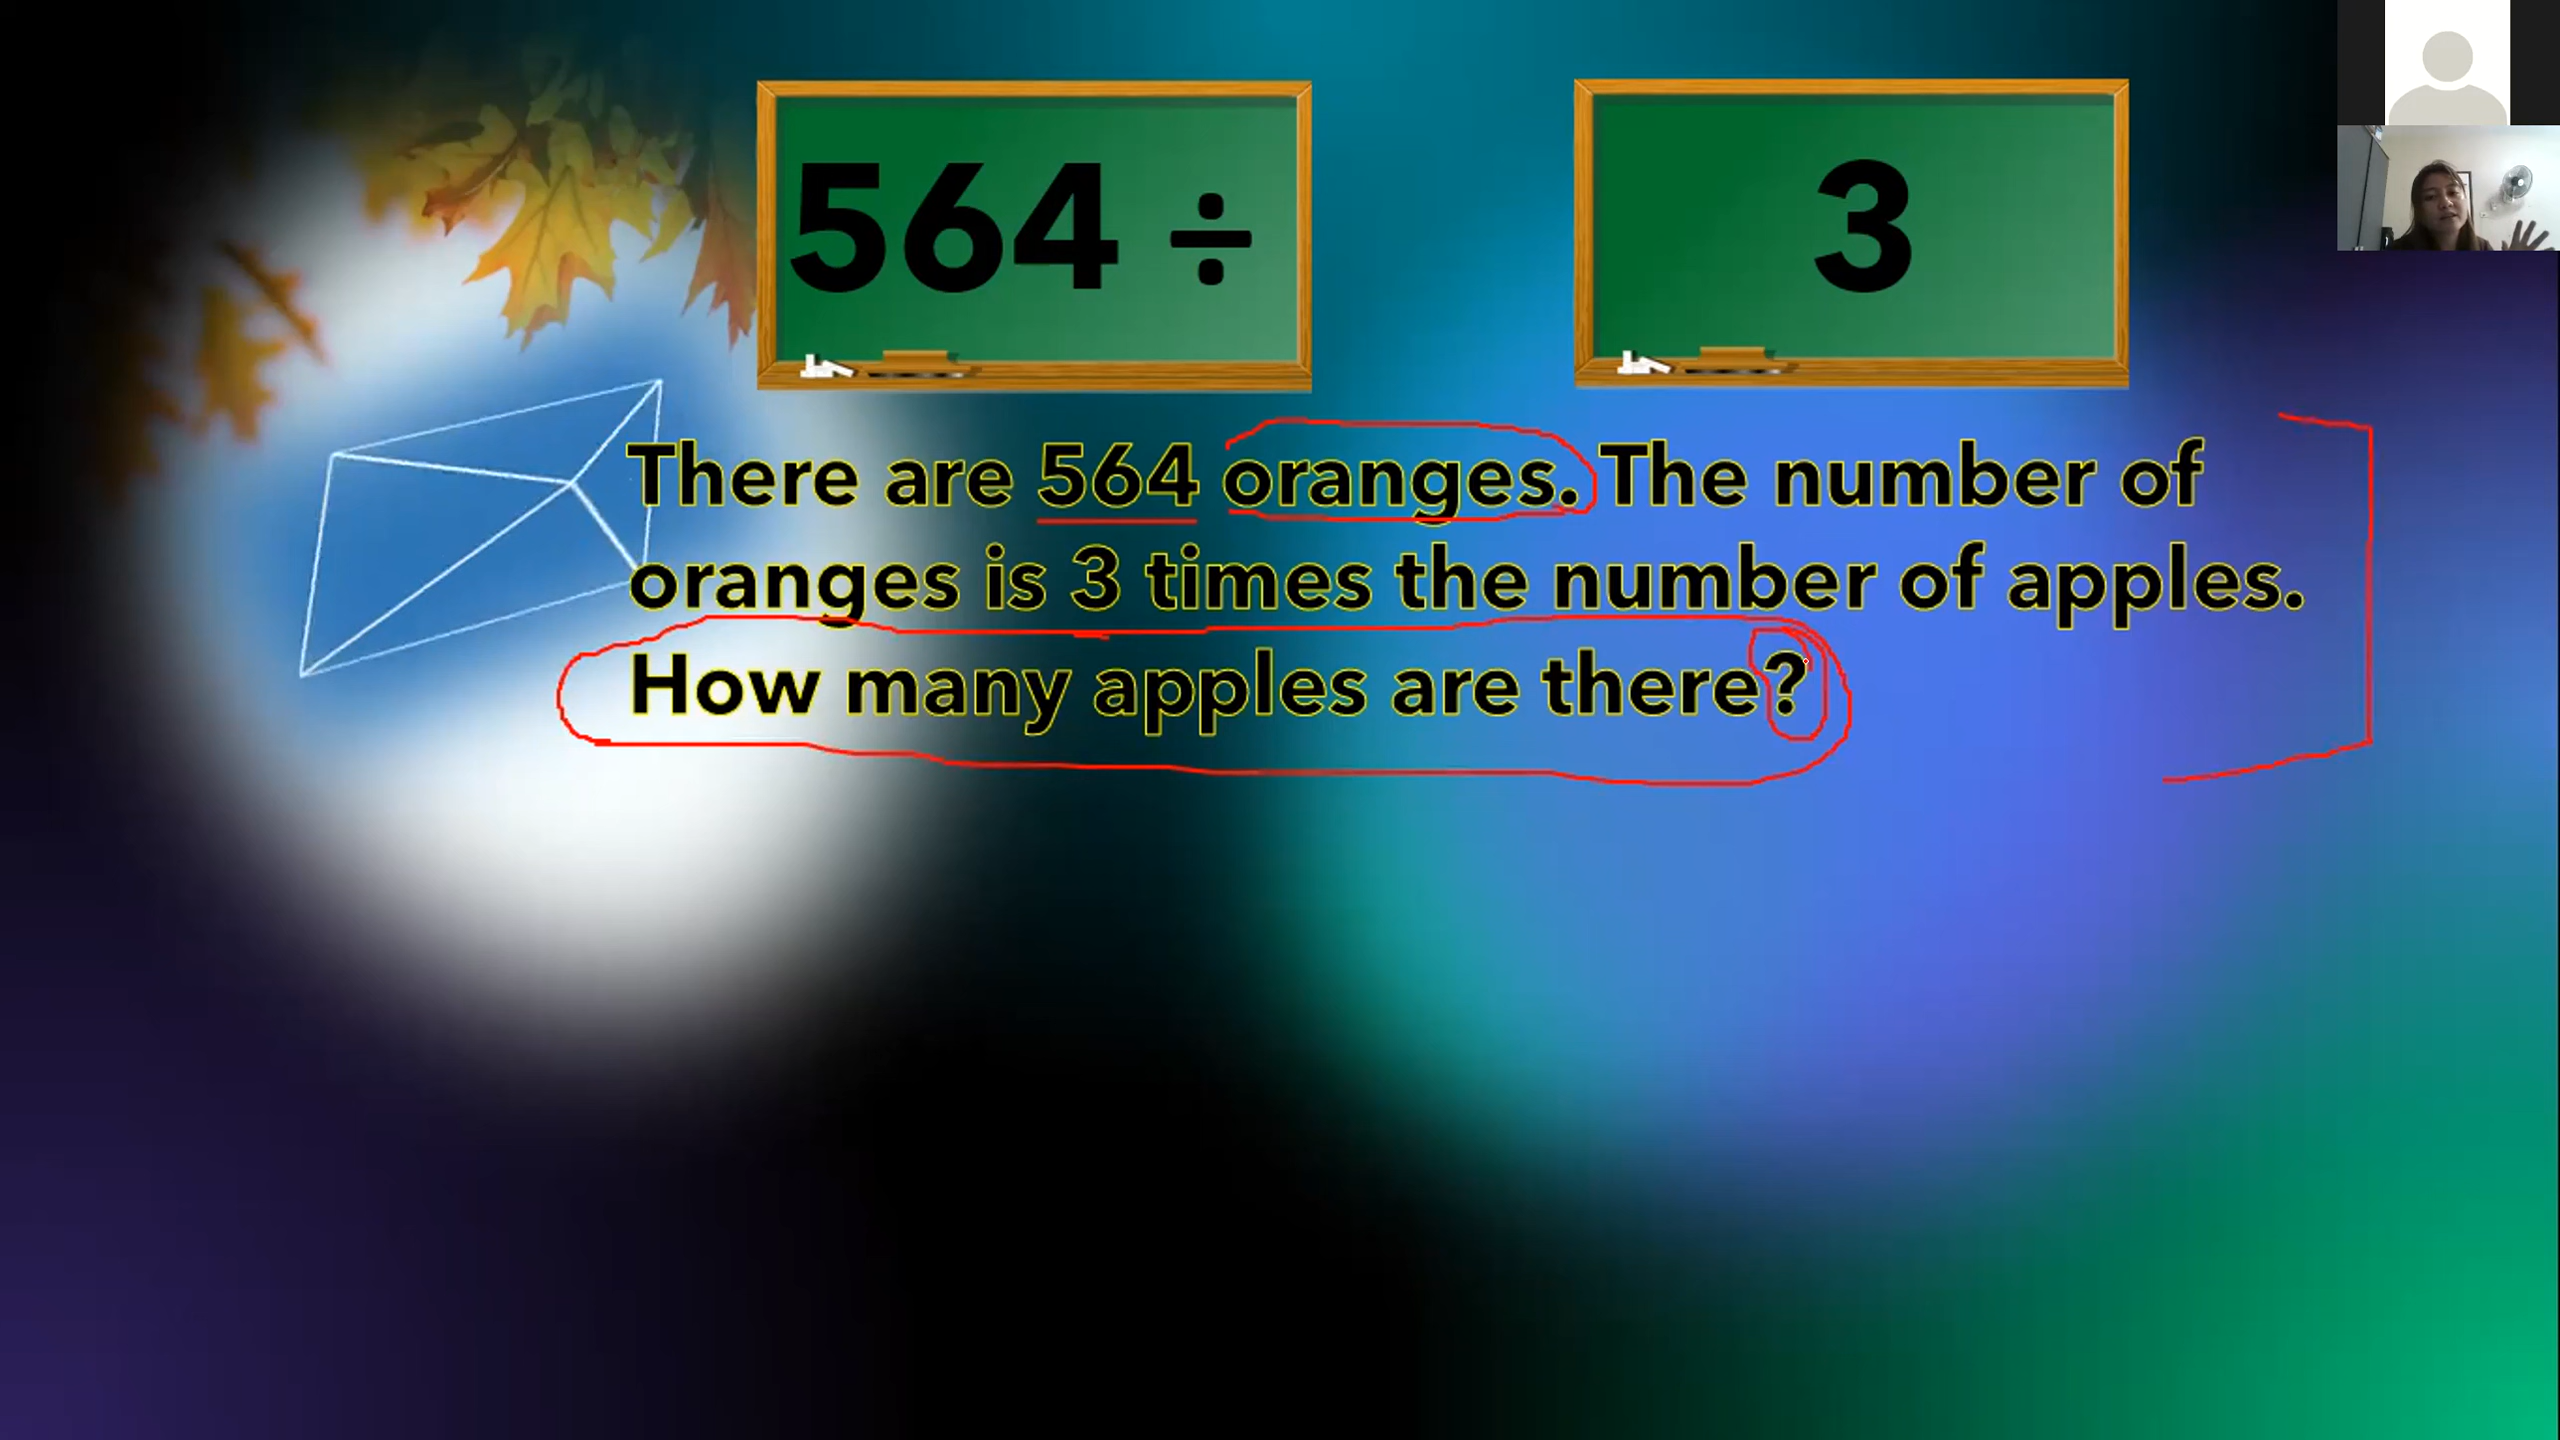 564 ÷
3
There are 564 oranges. The number of
oranges is 3 times the number of apples.
How many apples are there?